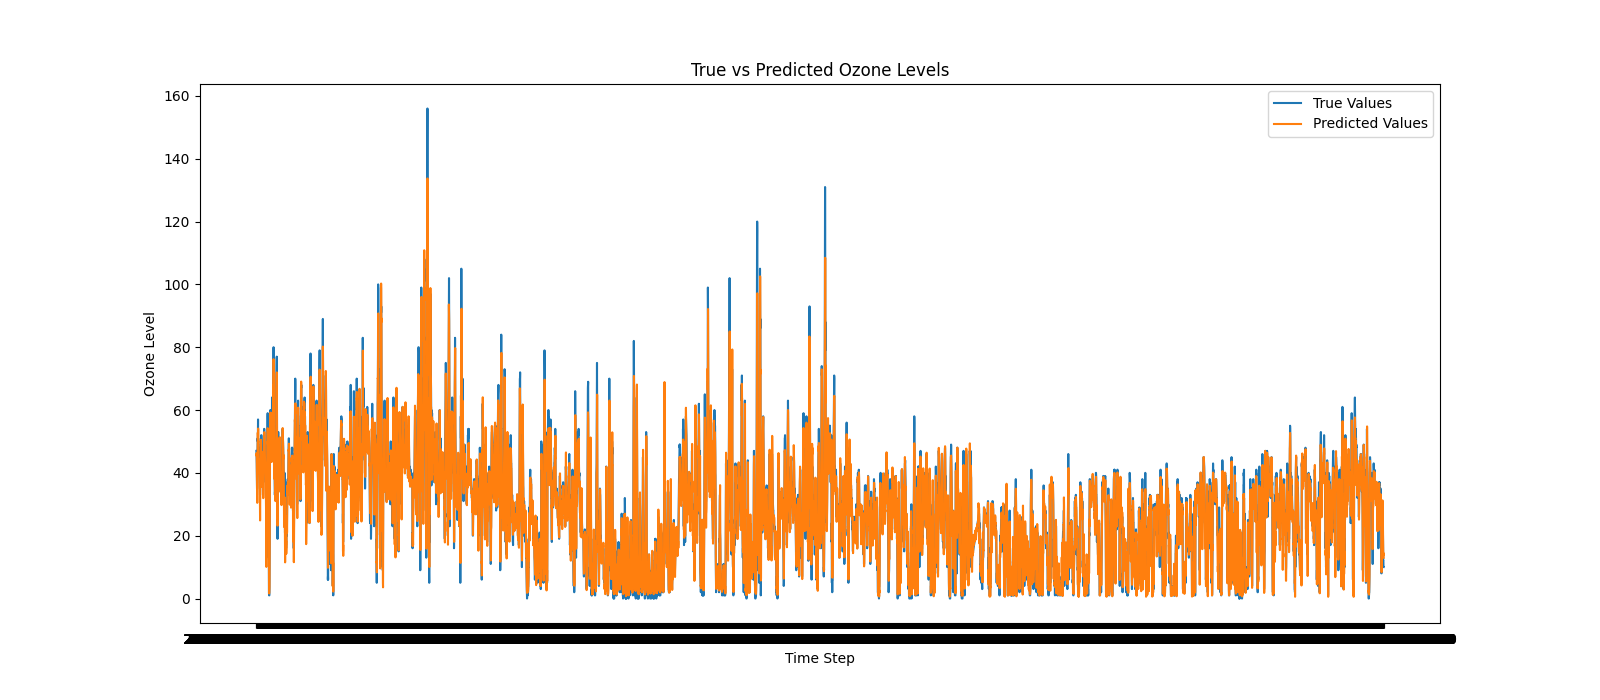 True vs Predicted Ozone Levels
True Values
Predicted Values
160
140
120
100
80
60
40
20
0
Ozone Level
Time Step